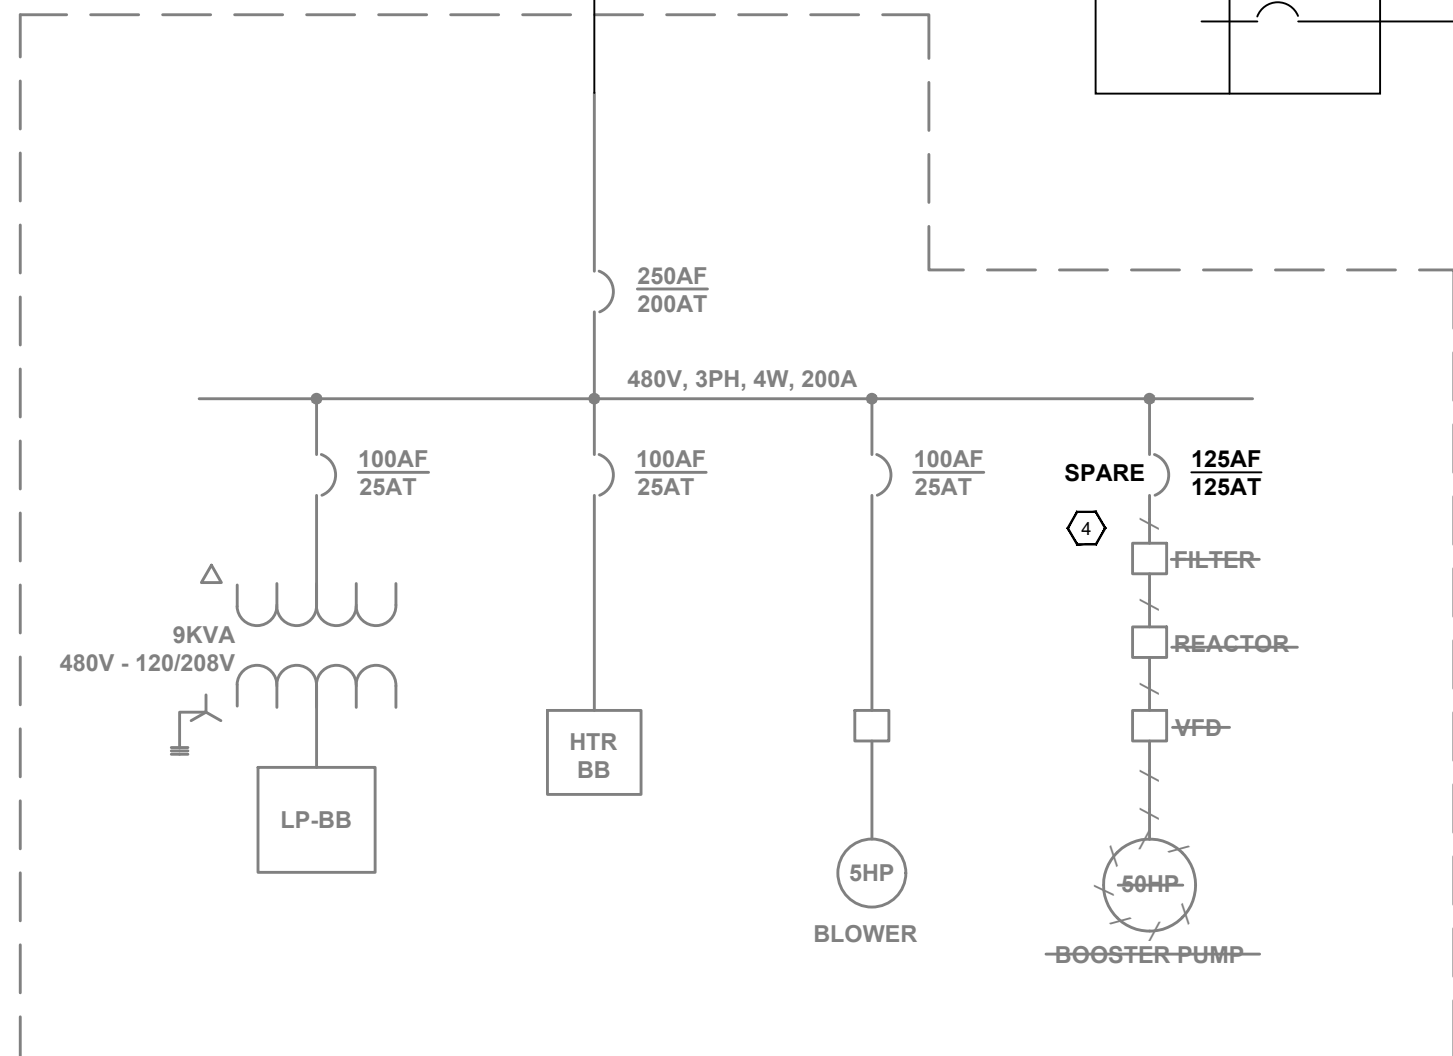 250AF
200AT
480V, 3PH, 4W, 200A
100AF
25AT
100AF
25AT
100AF
25AT
SPARE
125AF
125AT
4
FILTER
REACTOR
VFD
9KVA
480V - 120/208V
HTR
BB
LP-BB
5HP
BLOWER
50HP
BOOSTER PUMP